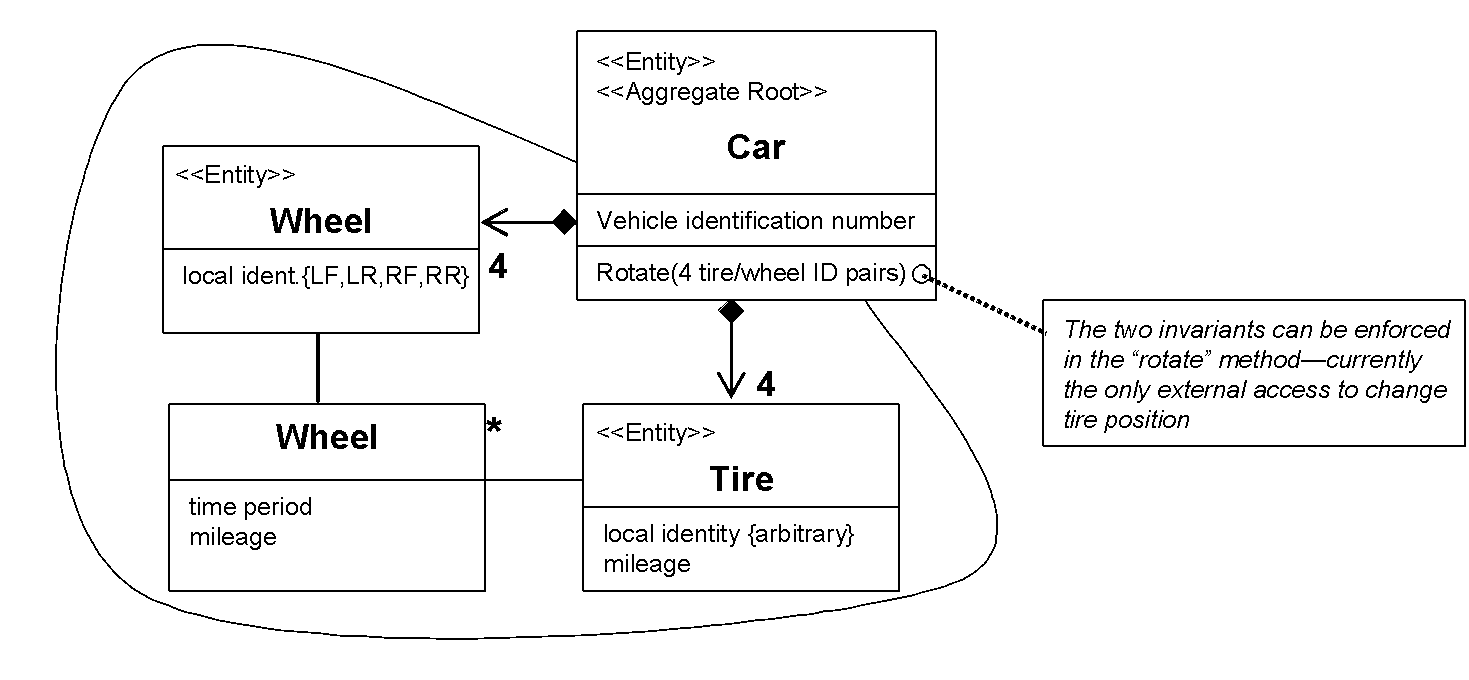 <<Entity>>
<<Aggregate Root>>
Car
Vehicle identification number
Rotate(4 tire/wheel ID pairs)
<<Entity>>
Wheel
local ident.{LF,LR,RF,RR}
4
4
The two invariants can be enforced
in the “rotate” method—currently
the only external access to change
tire position
Wheel
*
time period
mileage
<<Entity>>
Tire
local identity {arbitrary}
mileage